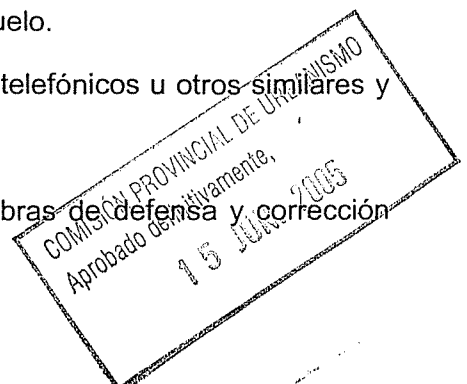 uelo.
telefónicos u otros similares y
bras de defensa y corrección
COMISIÓN PROVINCIAL DE URBANISMO
Aprobado definitivamente,
15 JUN. 2005